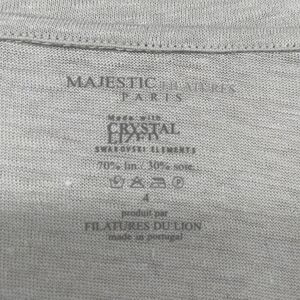 MAJESTIC FILATURES
PARIS
Made with
CRYSTAL
LIZED
SWAROVSKI ELEMENTS
70% lin / 30% soie
4
produit par
FILATURES DU LION
made in portugal